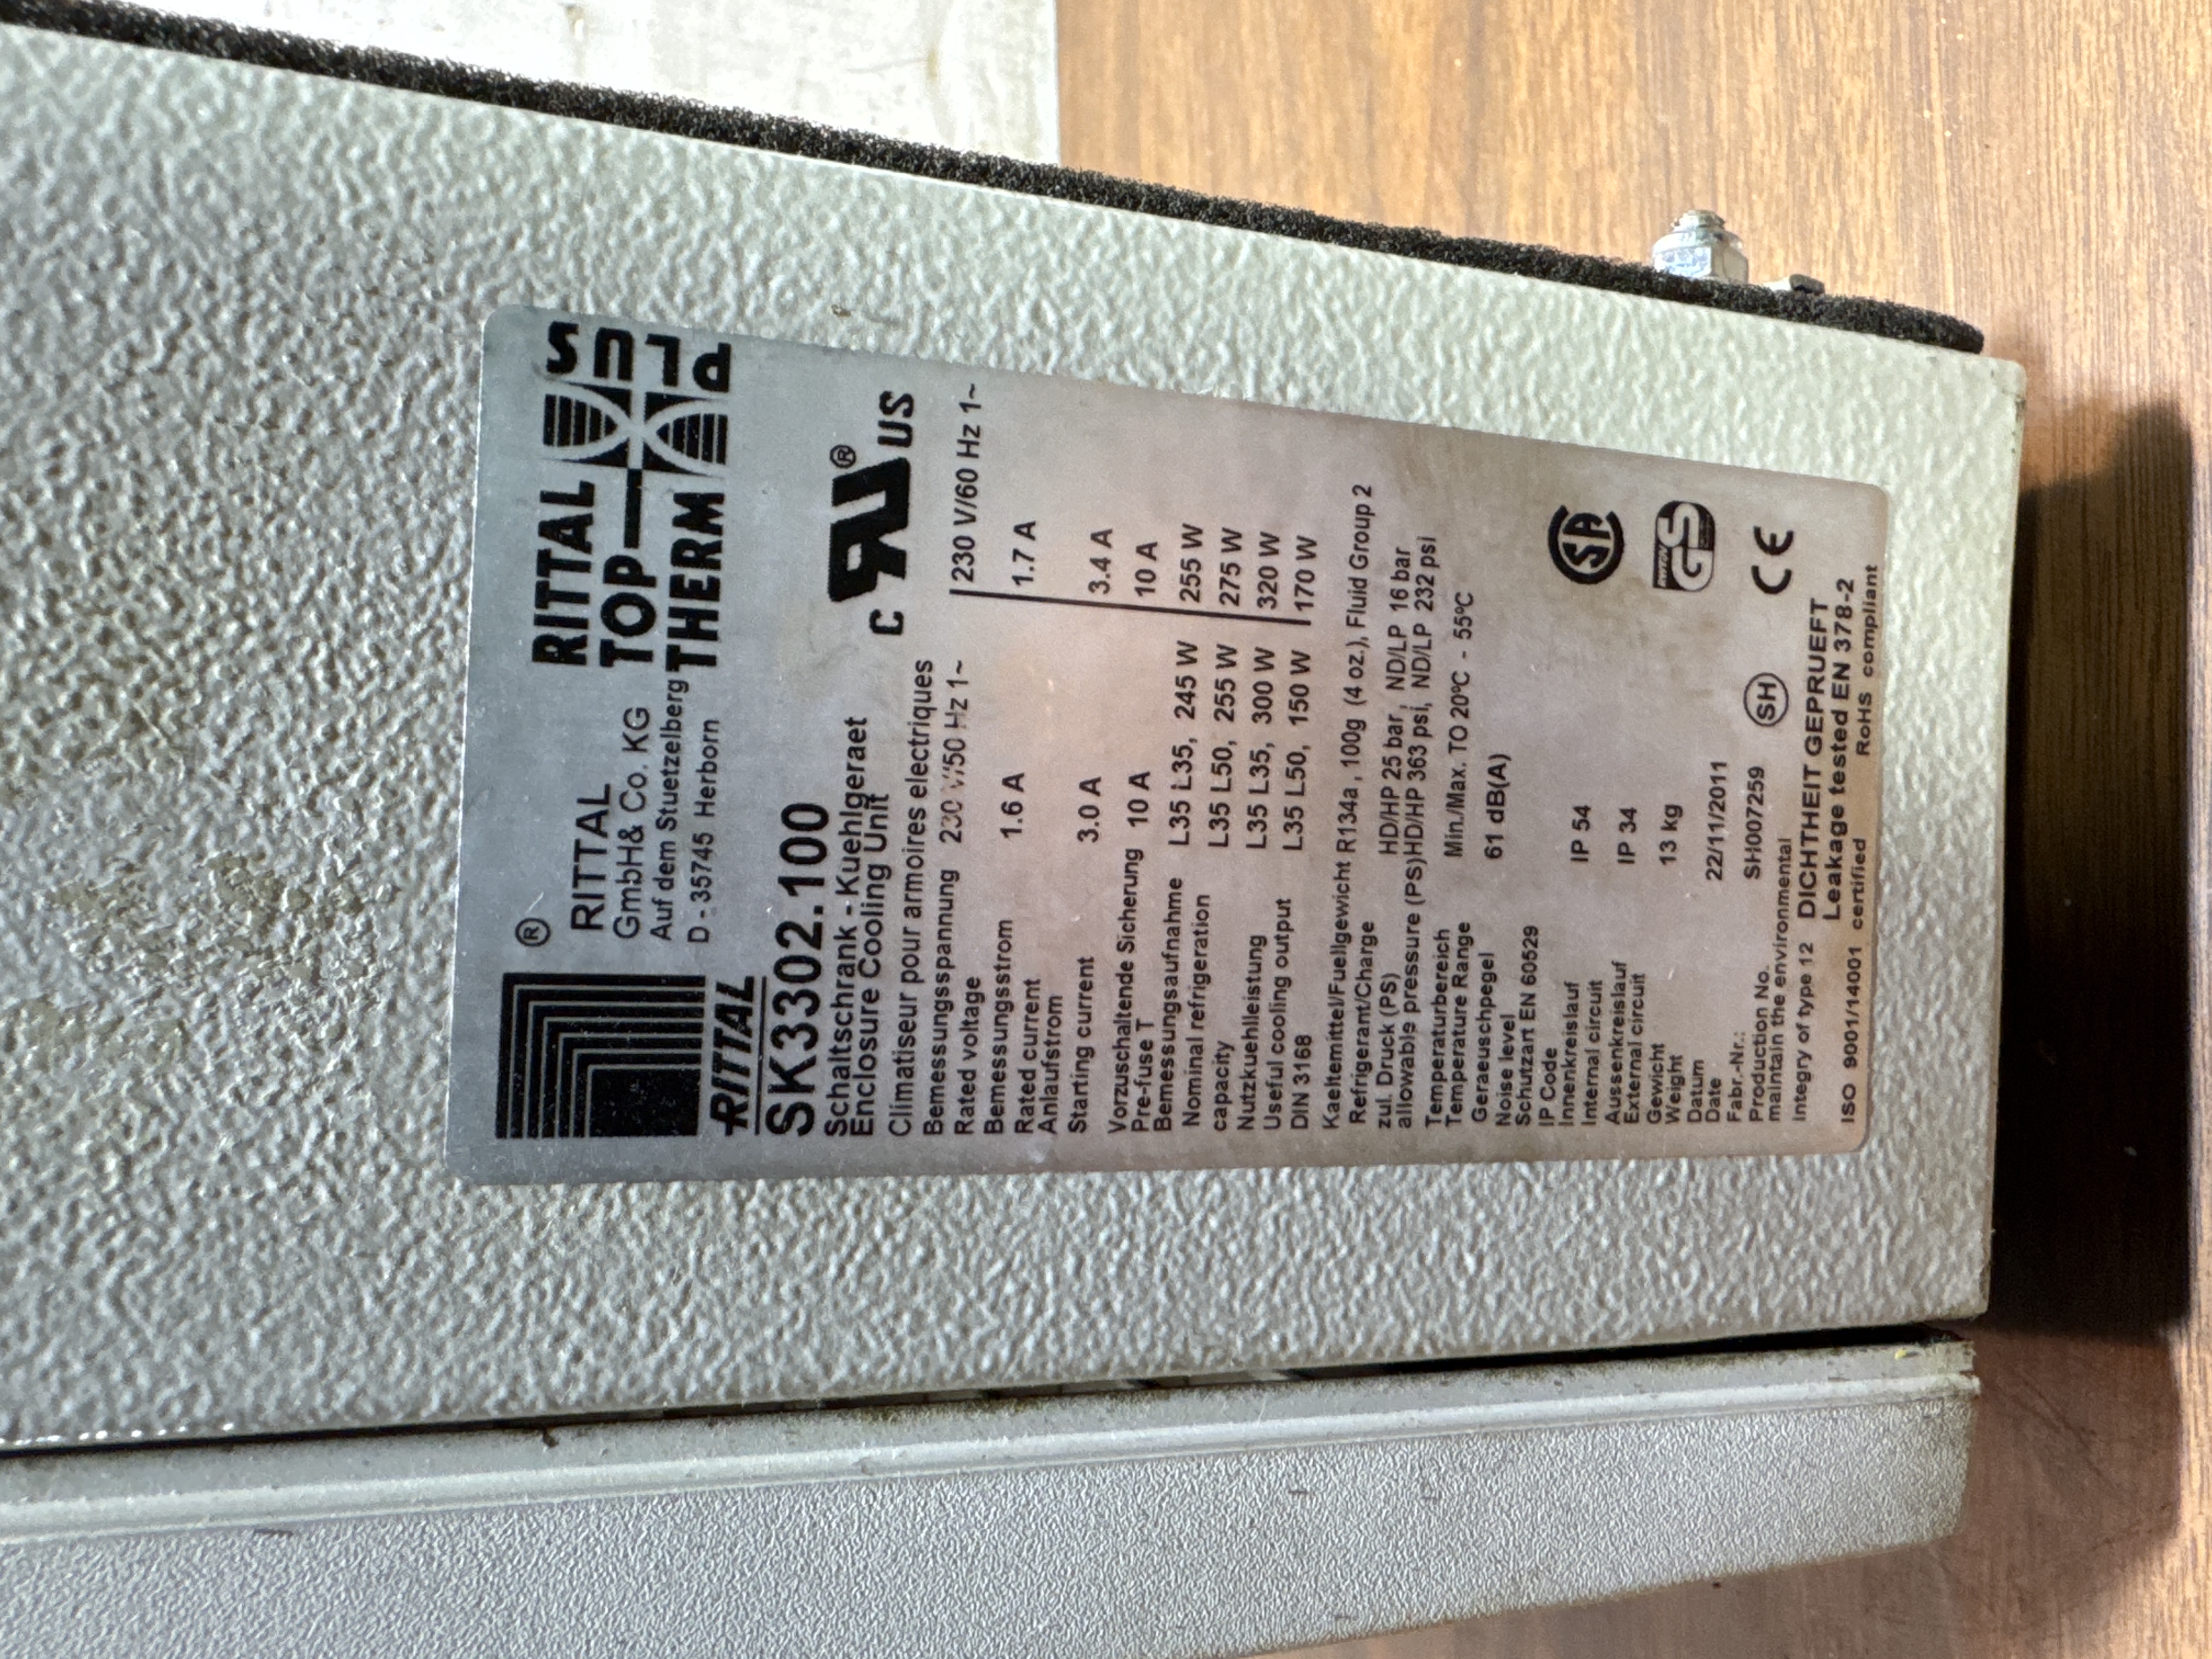 ®
RITTAL
GmbH& Co. KG
Auf dem Stuetzelberg
D - 35745 Herborn
RITTAL
RITTAL
TOP
THERM
PLUS
SK3302.100
Schaltschrank - Kuehlgeraet
Enclosure Cooling Unit
Climatiseur pour armoires electriques
C ® US
Bemessungsspannung 230 V/50 Hz 1~ 230 V/60 Hz 1~
Rated voltage
Bemessungsstrom 1.6 A 1.7 A
Rated current
Anlaufstrom
Starting current 3.0 A 3.4 A
Vorzuschaltende Sicherung
Pre-fuse T 10 A 10 A
Bemessungsaufnahme L35 L35, 245 W 255 W
Nominal refrigeration
capacity L35 L50, 255 W 275 W
Nutzkuehlleistung L35 L35, 300 W 320 W
Useful cooling output
DIN 3168 L35 L50, 150 W 170 W
Kaeltemittel/Fuellgewicht R134a , 100g (4 oz.), Fluid Group 2
Refrigerant/Charge
zul. Druck (PS) HD/HP 25 bar, ND/LP 16 bar
allowable pressure (PS)HD/HP 363 psi, ND/LP 232 psi
Temperaturbereich
Temperature Range Min./Max. TO 20°C - 55°C
Geraeuschpegel
Noise level 61 dB(A)
Schutzart EN 60529
IP Code
Innenkreislauf
Internal circuit IP 54
Aussenkreislauf
External circuit IP 34
Gewicht
Weight 13 kg
Datum
Date 22/11/2011
Fabr.-Nr.:
Production No. SH007259 SH
maintain the environmental
Integry of type 12 DICHTHEIT GEPRUEFT
Leakage tested EN 378-2
ISO 9001/14001 certified RoHS compliant
SA
GS
CE